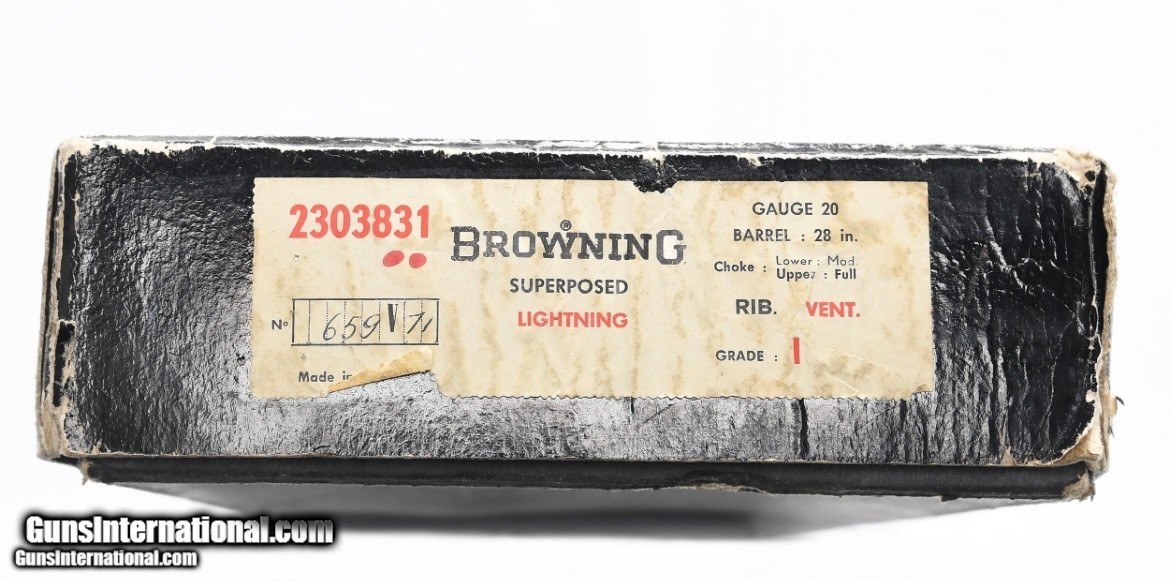 2303831
BROWNING
®
SUPERPOSED
LIGHTNING
Nº 659 V 71
Made in
GAUGE 20
BARREL : 28 in.
Choke : Lower : Mod.
Upper : Full
RIB. VENT.
GRADE : I
GunsInternational.com
GunsInternational.com